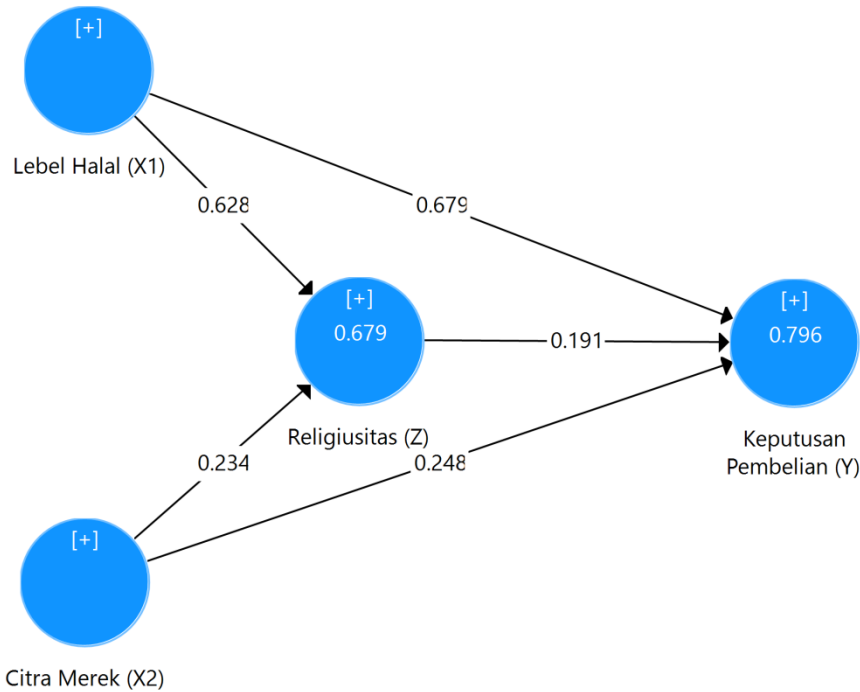 [+]
Lebel Halal (X1)
0.628
0.679
[+]
0.679
Religiusitas (Z)
0.191
[+]
0.796
Keputusan
Pembelian (Y)
0.234
0.248
[+]
Citra Merek (X2)